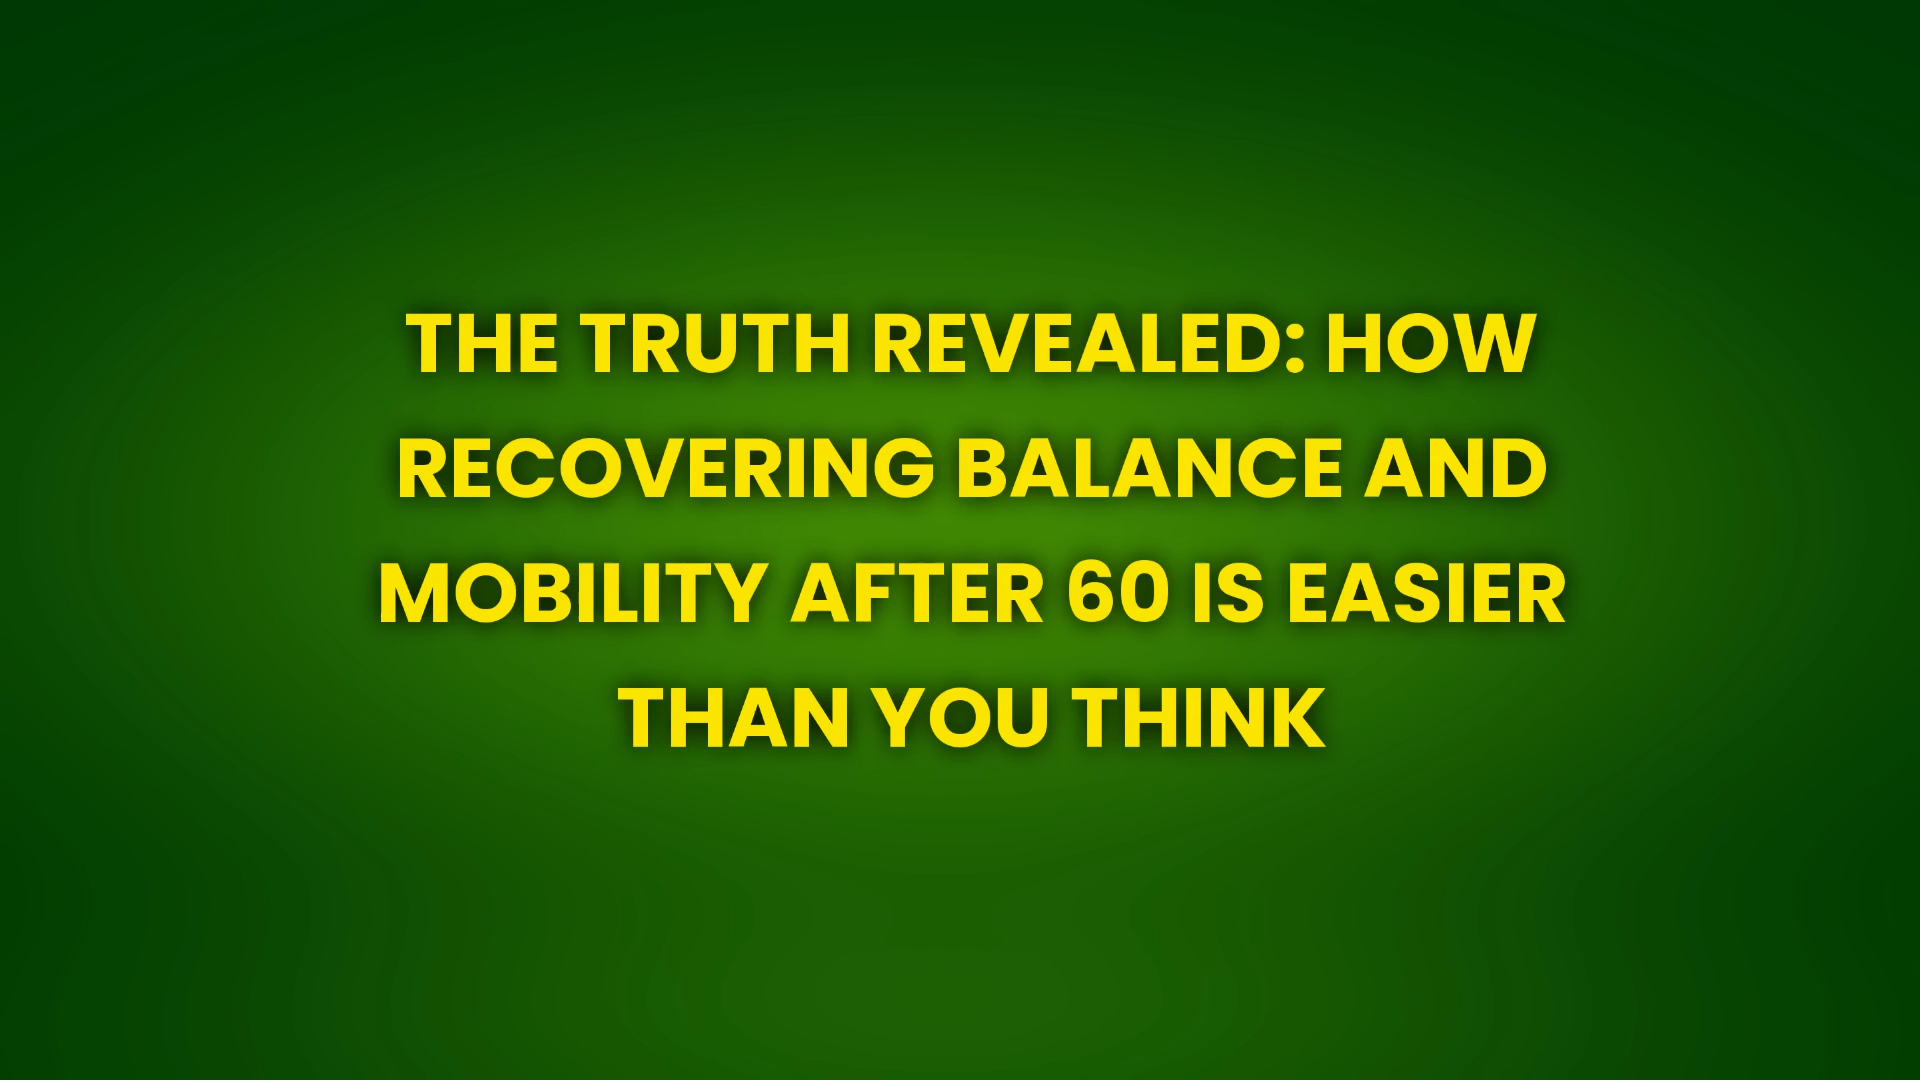 THE TRUTH REVEALED: HOW
RECOVERING BALANCE AND
MOBILITY AFTER 60 IS EASIER
THAN YOU THINK